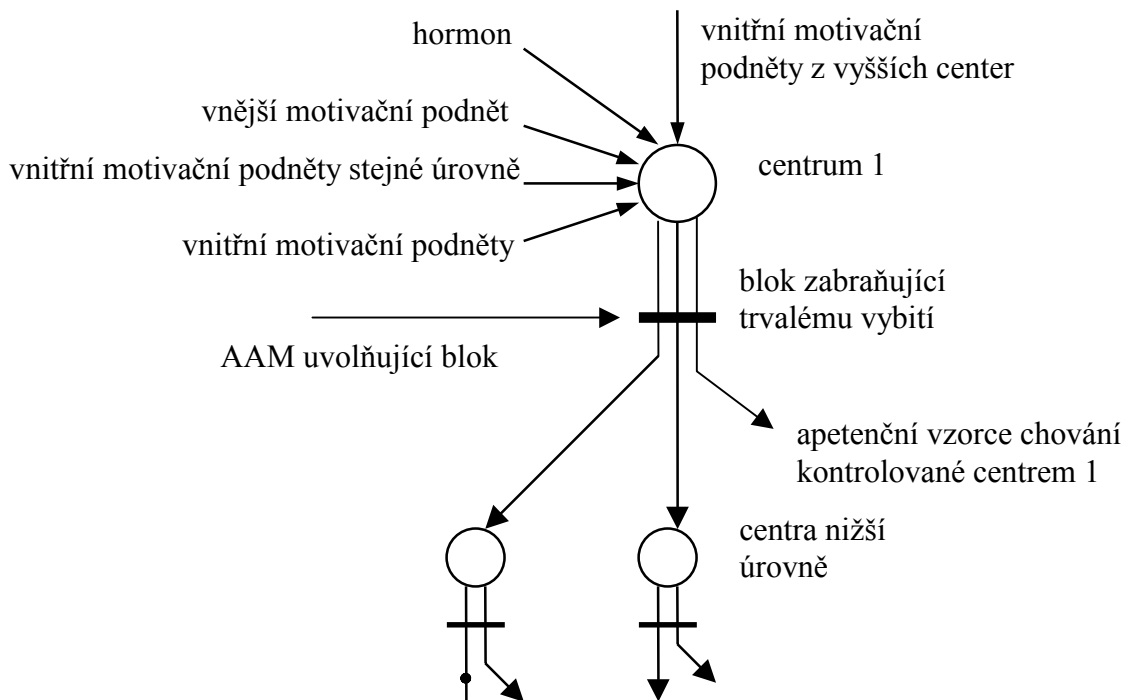 hormon
vnitřní motivační
podněty z vyšších center
vnější motivační podnět
vnitřní motivační podněty stejné úrovně
centrum 1
vnitřní motivační podněty
blok zabraňující
trvalému vybití
AAM uvolňující blok
apetenční vzorce chování
kontrolované centrem 1
centra nižší
úrovně